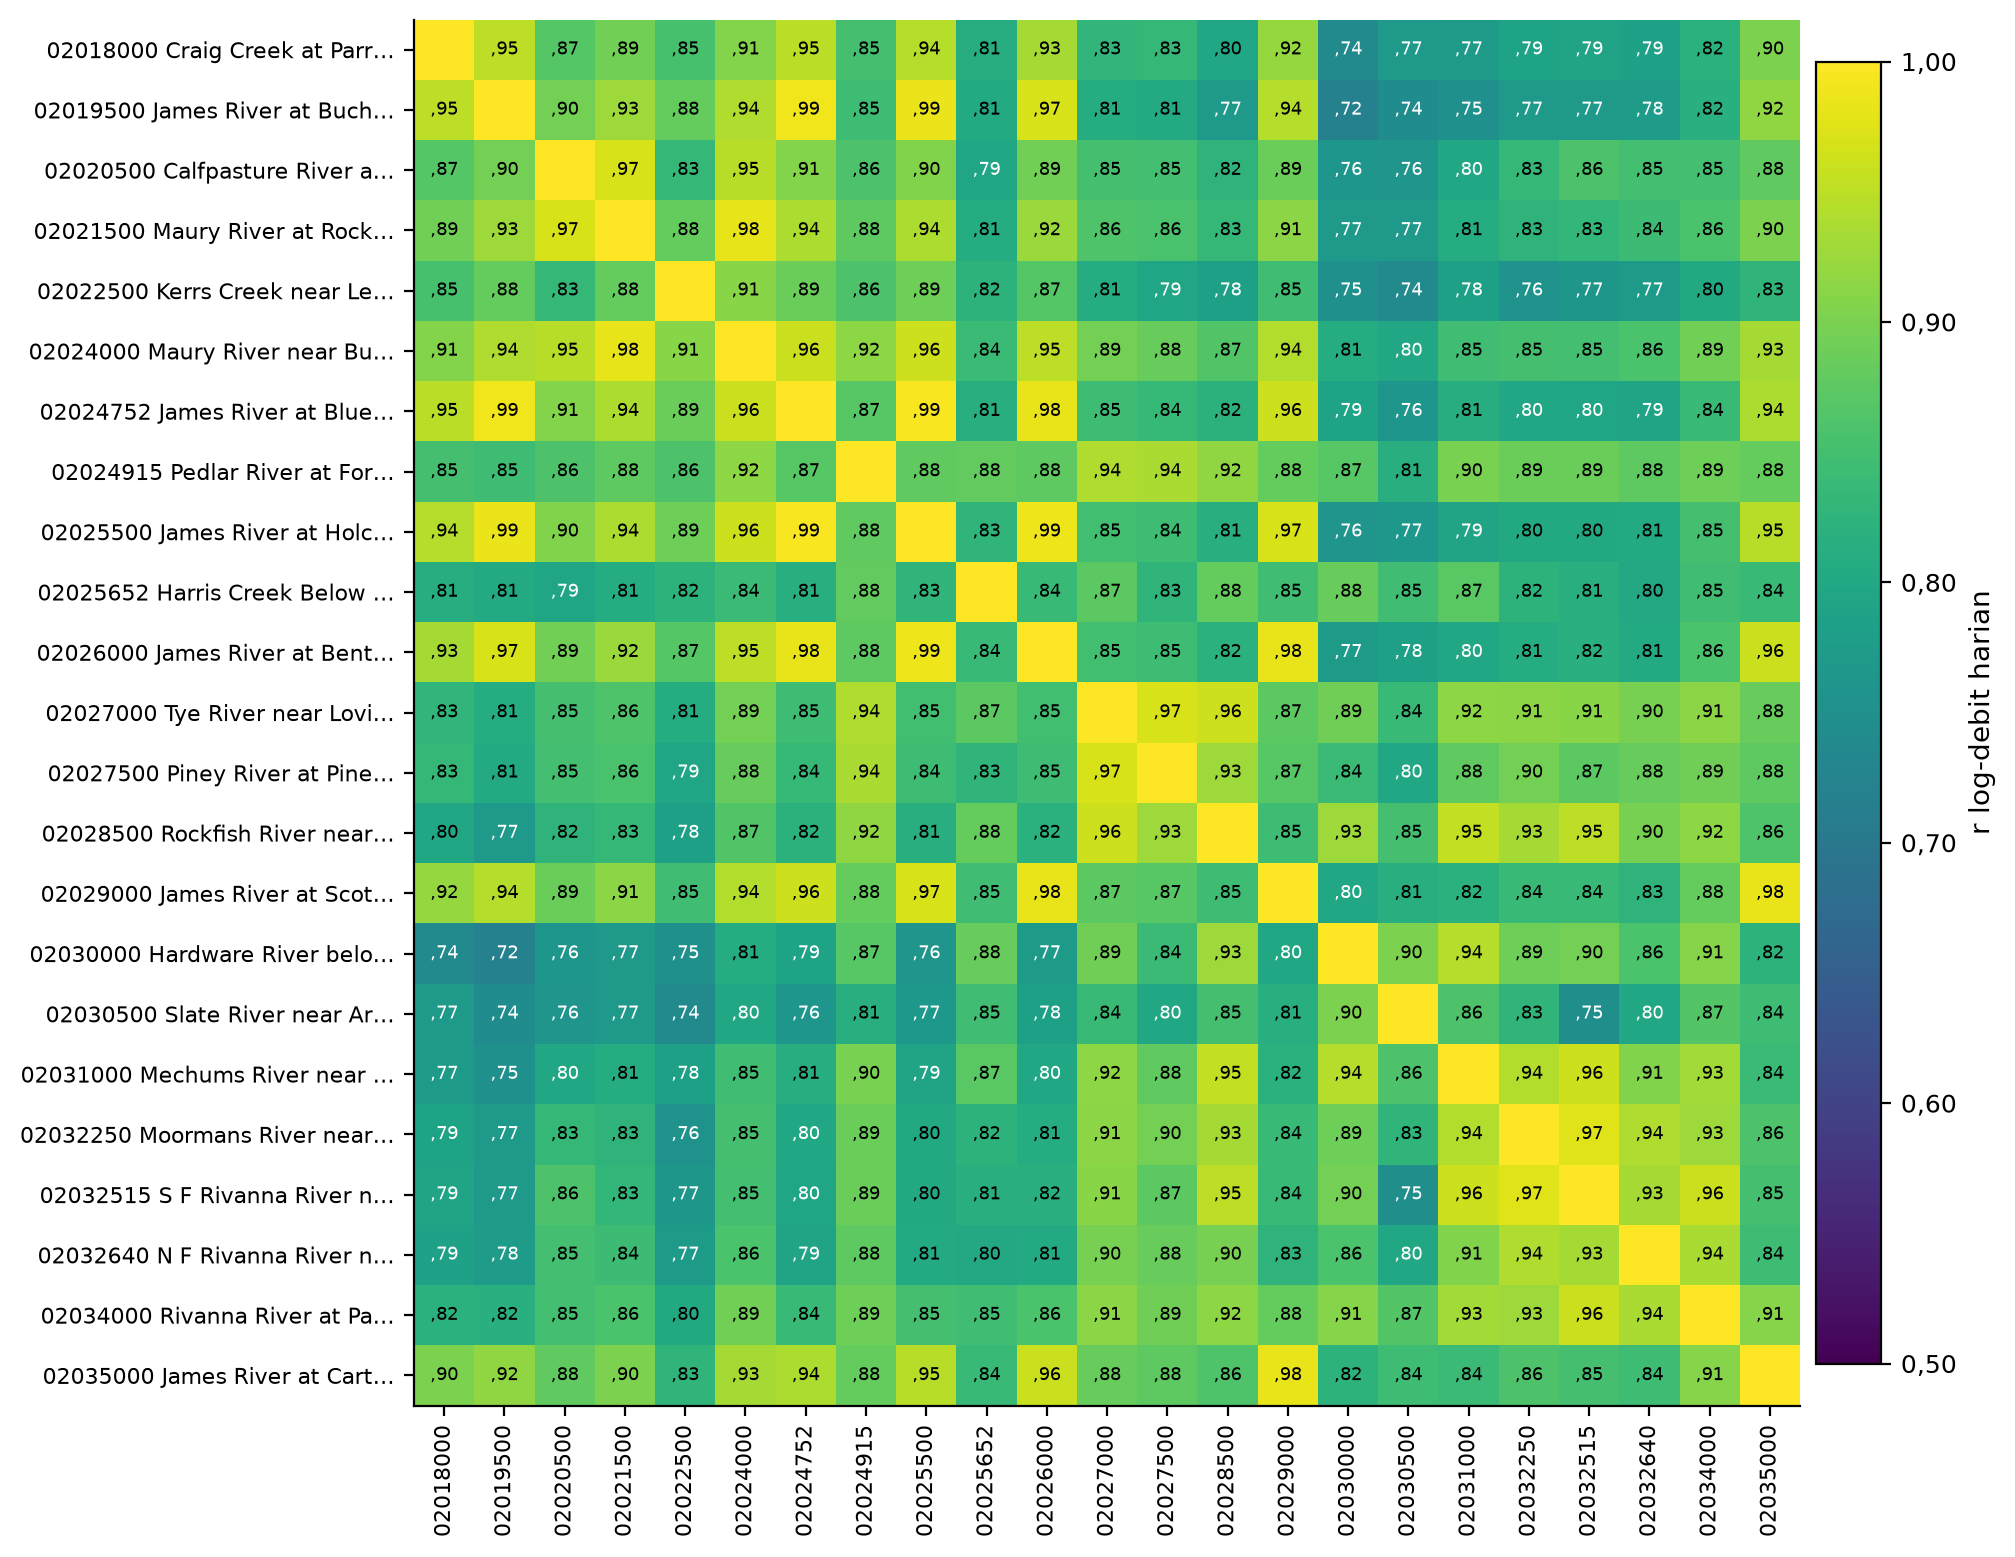 02018000 Craig Creek at Parr... ,95 ,87 ,89 ,85 ,91 ,95 ,85 ,94 ,81 ,93 ,83 ,83 ,80 ,92 ,74 ,77 ,77 ,79 ,79 ,79 ,82 ,90
02019500 James River at Buch... ,95 ,90 ,93 ,88 ,94 ,99 ,85 ,99 ,81 ,97 ,81 ,81 ,77 ,94 ,72 ,74 ,75 ,77 ,77 ,78 ,82 ,92
02020500 Calfpasture River a... ,87 ,90 ,97 ,83 ,95 ,91 ,86 ,90 ,79 ,89 ,85 ,85 ,82 ,89 ,76 ,76 ,80 ,83 ,86 ,85 ,85 ,88
02021500 Maury River at Rock... ,89 ,93 ,97 ,88 ,98 ,94 ,88 ,94 ,81 ,92 ,86 ,86 ,83 ,91 ,77 ,77 ,81 ,83 ,83 ,84 ,86 ,90
02022500 Kerrs Creek near Le... ,85 ,88 ,83 ,88 ,91 ,89 ,86 ,89 ,82 ,87 ,81 ,79 ,78 ,85 ,75 ,74 ,78 ,76 ,77 ,77 ,80 ,83
02024000 Maury River near Bu... ,91 ,94 ,95 ,98 ,91 ,96 ,92 ,96 ,84 ,95 ,89 ,88 ,87 ,94 ,81 ,80 ,85 ,85 ,85 ,86 ,89 ,93
02024752 James River at Blue... ,95 ,99 ,91 ,94 ,89 ,96 ,87 ,99 ,81 ,98 ,85 ,84 ,82 ,96 ,79 ,76 ,81 ,80 ,80 ,79 ,84 ,94
02024915 Pedlar River at For... ,85 ,85 ,86 ,88 ,86 ,92 ,87 ,88 ,88 ,88 ,94 ,94 ,92 ,88 ,87 ,81 ,90 ,89 ,89 ,88 ,89 ,88
02025500 James River at Holc... ,94 ,99 ,90 ,94 ,89 ,96 ,99 ,88 ,83 ,99 ,85 ,84 ,81 ,97 ,76 ,77 ,79 ,80 ,80 ,81 ,85 ,95
02025652 Harris Creek Below ... ,81 ,81 ,79 ,81 ,82 ,84 ,81 ,88 ,83 ,84 ,87 ,83 ,88 ,85 ,88 ,85 ,87 ,82 ,81 ,80 ,85 ,84
02026000 James River at Bent... ,93 ,97 ,89 ,92 ,87 ,95 ,98 ,88 ,99 ,84 ,85 ,85 ,82 ,98 ,77 ,78 ,80 ,81 ,82 ,81 ,86 ,96
02027000 Tye River near Lovi... ,83 ,81 ,85 ,86 ,81 ,89 ,85 ,94 ,85 ,87 ,85 ,97 ,96 ,87 ,89 ,84 ,92 ,91 ,91 ,90 ,91 ,88
02027500 Piney River at Pine... ,83 ,81 ,85 ,86 ,79 ,88 ,84 ,94 ,84 ,83 ,85 ,97 ,93 ,87 ,84 ,80 ,88 ,90 ,87 ,88 ,89 ,88
02028500 Rockfish River near... ,80 ,77 ,82 ,83 ,78 ,87 ,82 ,92 ,81 ,88 ,82 ,96 ,93 ,85 ,93 ,85 ,95 ,93 ,95 ,90 ,92 ,86
02029000 James River at Scot... ,92 ,94 ,89 ,91 ,85 ,94 ,96 ,88 ,97 ,85 ,98 ,87 ,87 ,85 ,80 ,81 ,82 ,84 ,84 ,83 ,88 ,98
02030000 Hardware River belo... ,74 ,72 ,76 ,77 ,75 ,81 ,79 ,87 ,76 ,88 ,77 ,89 ,84 ,93 ,80 ,90 ,94 ,89 ,90 ,86 ,91 ,82
02030500 Slate River near Ar... ,77 ,74 ,76 ,77 ,74 ,80 ,76 ,81 ,77 ,85 ,78 ,84 ,80 ,85 ,81 ,90 ,86 ,83 ,75 ,80 ,87 ,84
02031000 Mechums River near ... ,77 ,75 ,80 ,81 ,78 ,85 ,81 ,90 ,79 ,87 ,80 ,92 ,88 ,95 ,82 ,94 ,86 ,94 ,96 ,91 ,93 ,84
02032250 Moormans River near... ,79 ,77 ,83 ,83 ,76 ,85 ,80 ,89 ,80 ,82 ,81 ,91 ,90 ,93 ,84 ,89 ,83 ,94 ,97 ,94 ,93 ,86
02032515 S F Rivanna River n... ,79 ,77 ,86 ,83 ,77 ,85 ,80 ,89 ,80 ,81 ,82 ,91 ,87 ,95 ,84 ,90 ,75 ,96 ,97 ,93 ,96 ,85
02032640 N F Rivanna River n... ,79 ,78 ,85 ,84 ,77 ,86 ,79 ,88 ,81 ,80 ,81 ,90 ,88 ,90 ,83 ,86 ,80 ,91 ,94 ,93 ,94 ,84
02034000 Rivanna River at Pa... ,82 ,82 ,85 ,86 ,80 ,89 ,84 ,89 ,85 ,85 ,86 ,91 ,89 ,92 ,88 ,91 ,87 ,93 ,93 ,96 ,94 ,91
02035000 James River at Cart... ,90 ,92 ,88 ,90 ,83 ,93 ,94 ,88 ,95 ,84 ,96 ,88 ,88 ,86 ,98 ,82 ,84 ,84 ,86 ,85 ,84 ,91
02018000 02019500 02020500 02021500 02022500 02024000 02024752 02024915 02025500 02025652 02026000 02027000 02027500 02028500 02029000 02030000 02030500 02031000 02032250 02032515 02032640 02034000 02035000
1,00
0,90
0,80
0,70
0,60
0,50
r log-debit harian